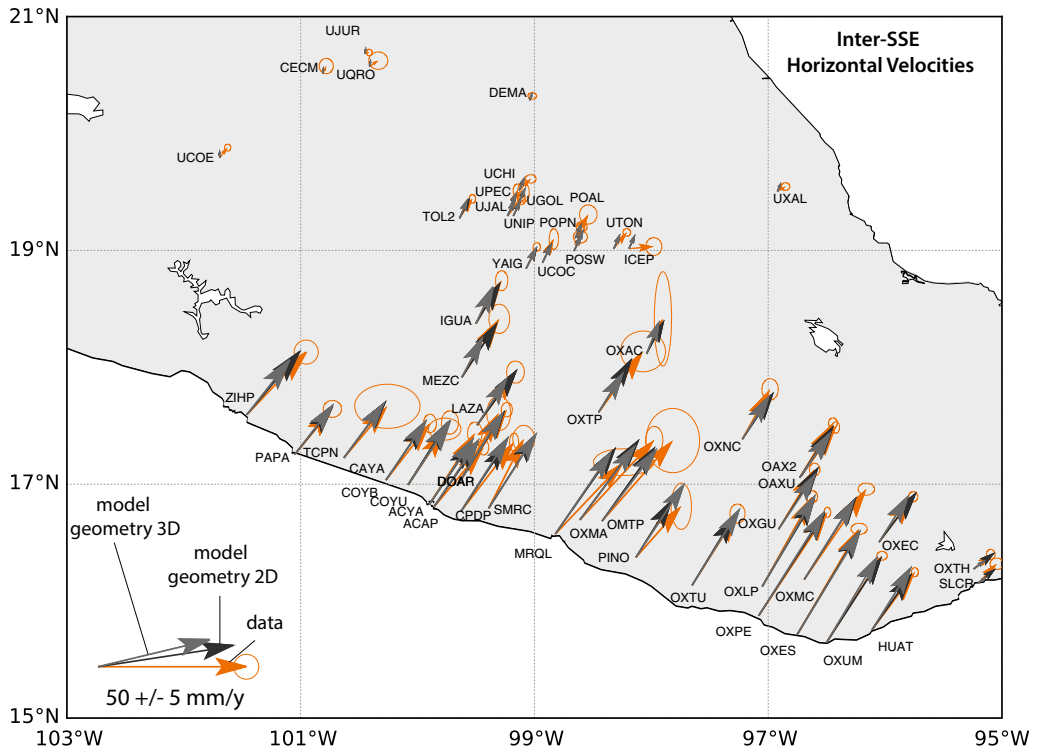 21°N
Inter-SSE
Horizontal Velocities
UJUR
CECM
UQRO
DEMA
UCOE
UCHI
UPEC
UGOL
POAL
UXAL
TOL2
UJAL
UNIP
POPN
UTON
19°N
YAIG
UCOC
POSW
ICEP
IGUA
OXAC
MEZC
ZIHP
LAZA
OXTP
OXNC
PAPA
TCPN
CAYA
OAX2
17°N
COYB
DOAR
OAXU
COYU
ACYA
ACAP
CPDP
SMRC
OXMA
OMTP
OXGU
OXEC
model
geometry 3D
MRQL
PINO
OXTH
SLCR
model
geometry 2D
OXTU
OXLP
OXMC
data
OXPE
OXES
OXUM
HUAT
50 +/- 5 mm/y
15°N
103°W
101°W
99°W
97°W
95°W